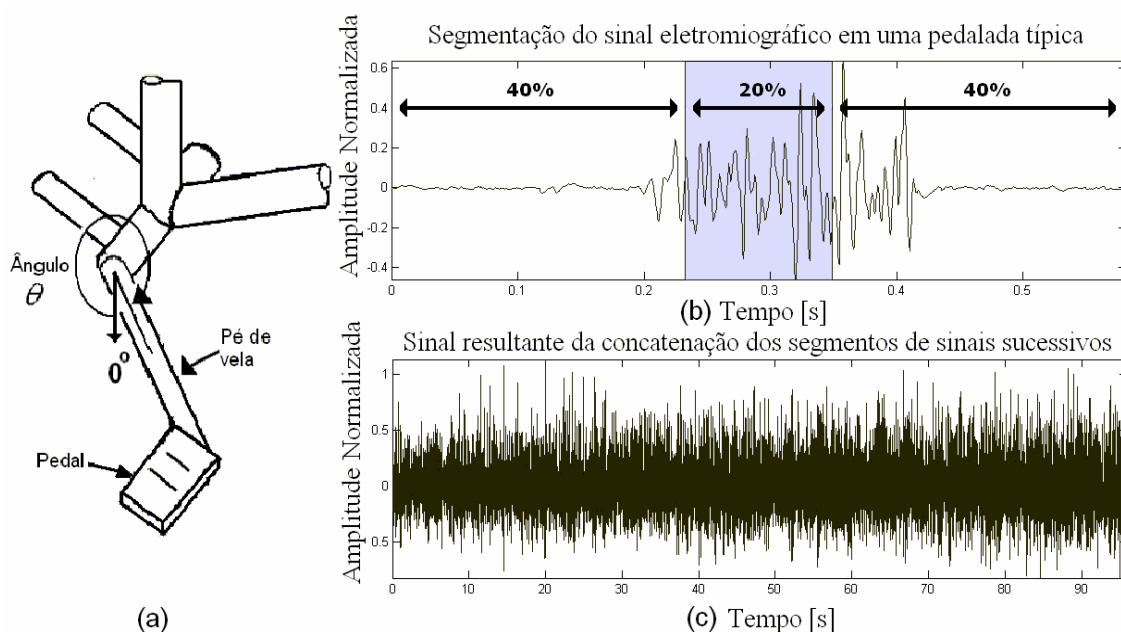 Ângulo
θ
0°
Pé de
vela
Pedal
(a)
Segmentação do sinal eletromiográfico em uma pedalada típica
Amplitude Normalizada
0.6
0.4
0.2
0
-0.2
-0.4
40%
20%
40%
0
0.1
0.2
0.3
0.4
0.5
(b) Tempo [s]
Sinal resultante da concatenação dos segmentos de sinais sucessivos
Amplitude Normalizada
1
0.5
0
0.5
0
10
20
30
40
50
60
70
80
90
(c) Tempo [s]